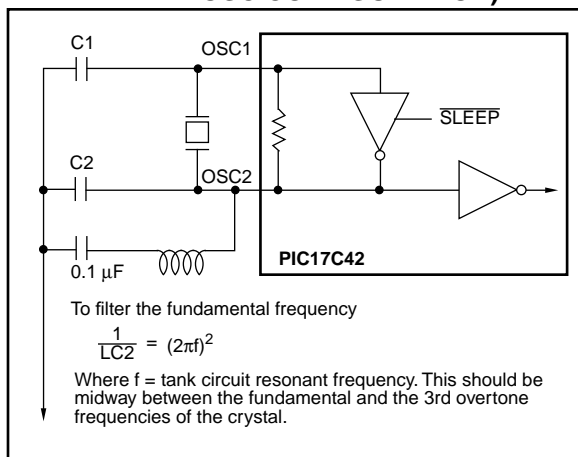 C1
OSC1
SLEEP
C2
OSC2
0.1 µF
PIC17C42
To filter the fundamental frequency
1
LC2 = (2πf)2
Where f = tank circuit resonant frequency. This should be
midway between the fundamental and the 3rd overtone
frequencies of the crystal.